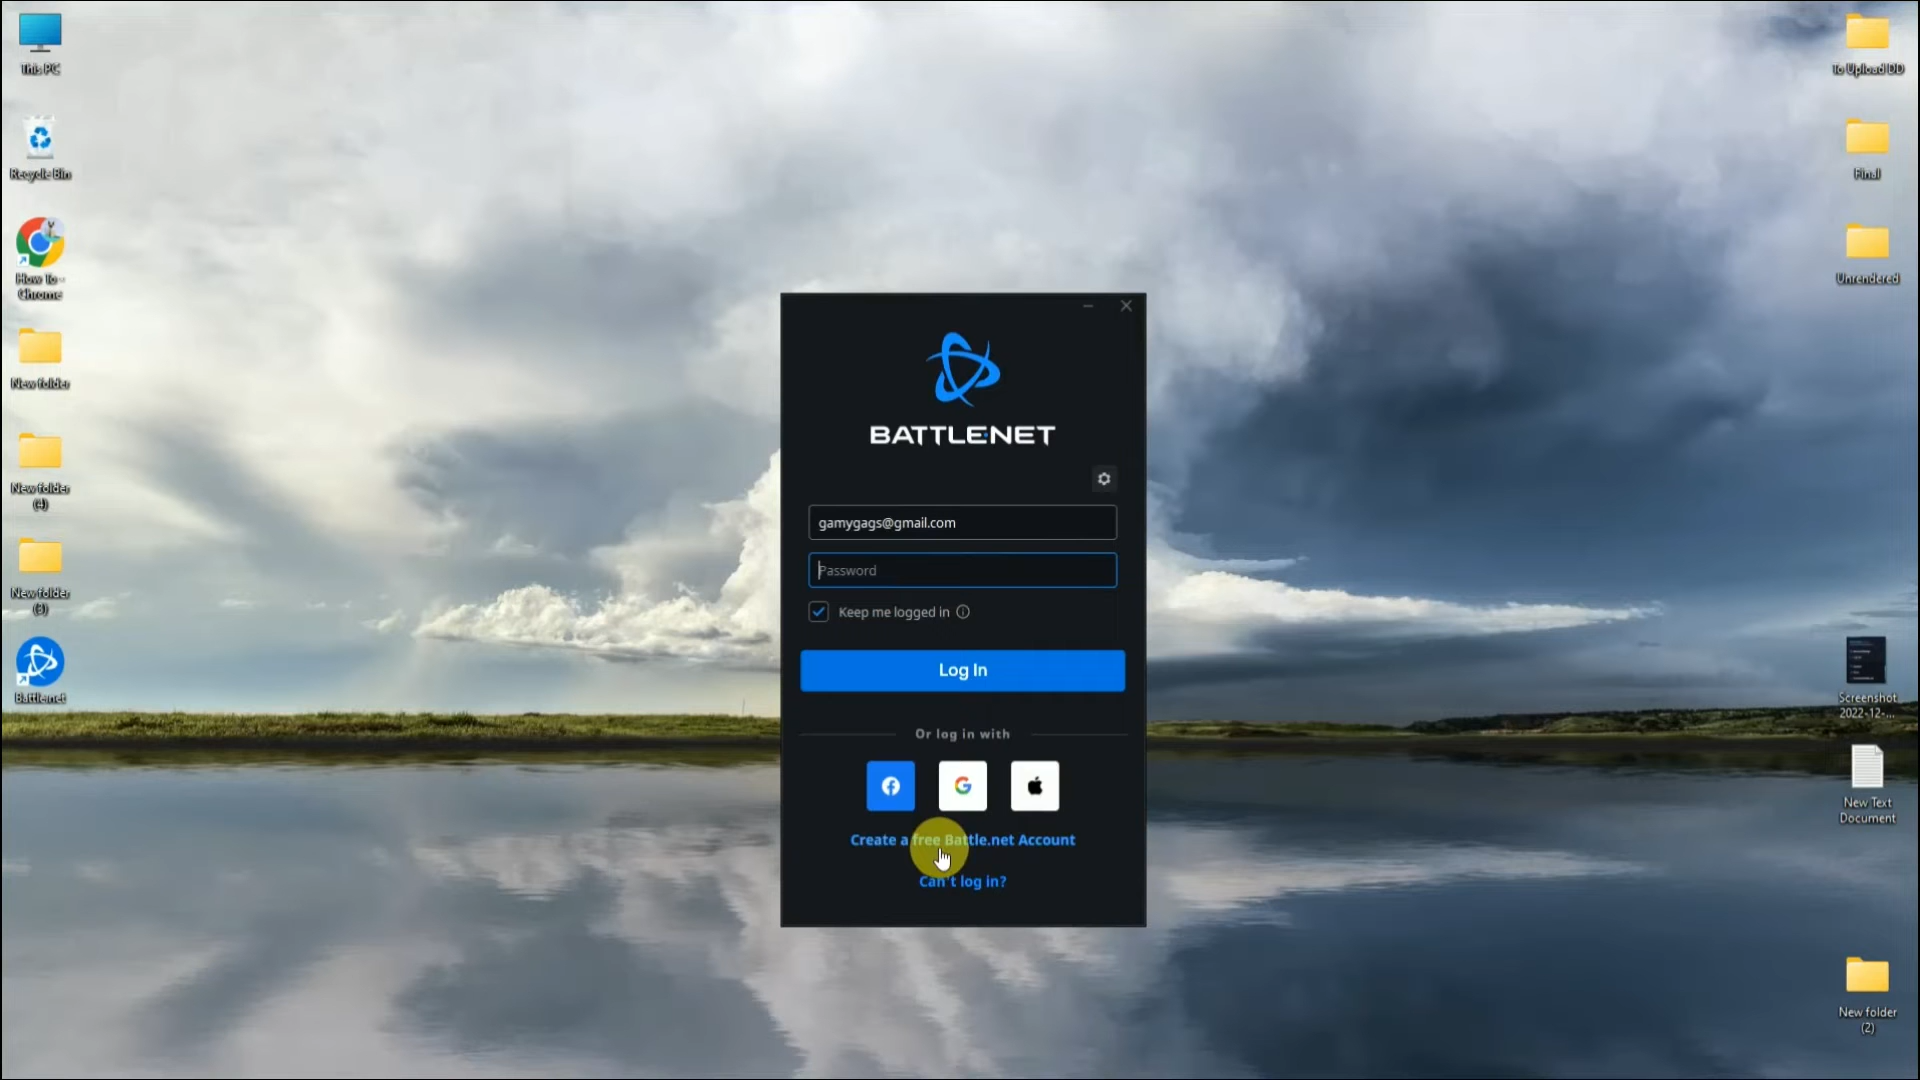 This PC
Recycle Bin
How To -
Chrome
New folder
New folder
(4)
New folder
(3)
Battle.net
BATTLE.NET
gamygags@gmail.com
Password
Keep me logged in
Log In
Or log in with
Create a free Battle.net Account
Can't log in?
To Upload DD
Final
Unrendered
Screenshot
2022-12-...
New Text
Document
New folder
(2)